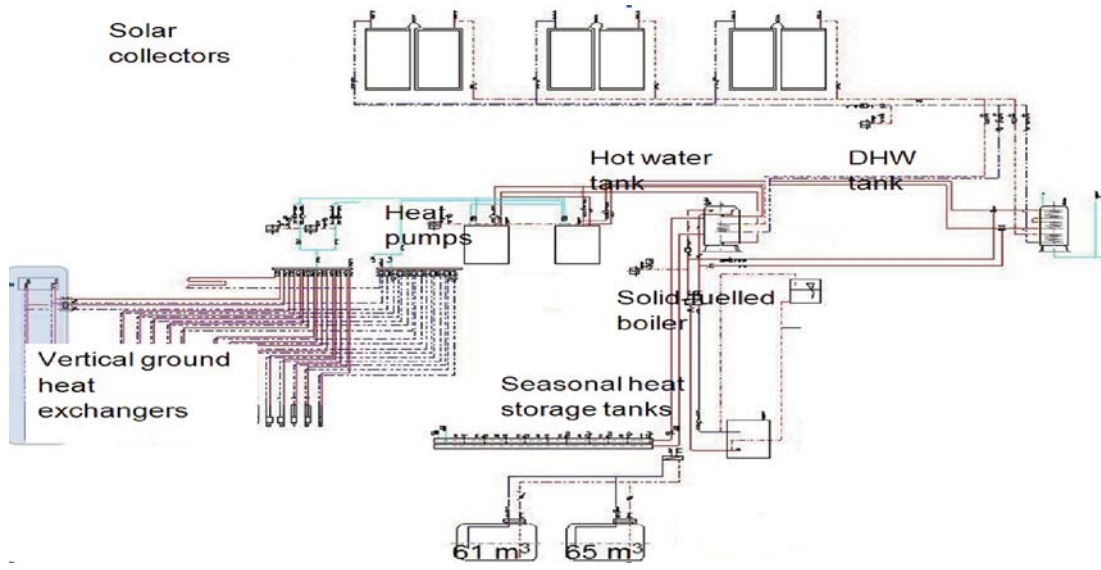 Solar
collectors
Hot water
tank
DHW
tank
Heat
pumps
Solid-fuelled
boiler
Vertical ground
heat
exchangers
Seasonal heat
storage tanks
61 m³
65 m³